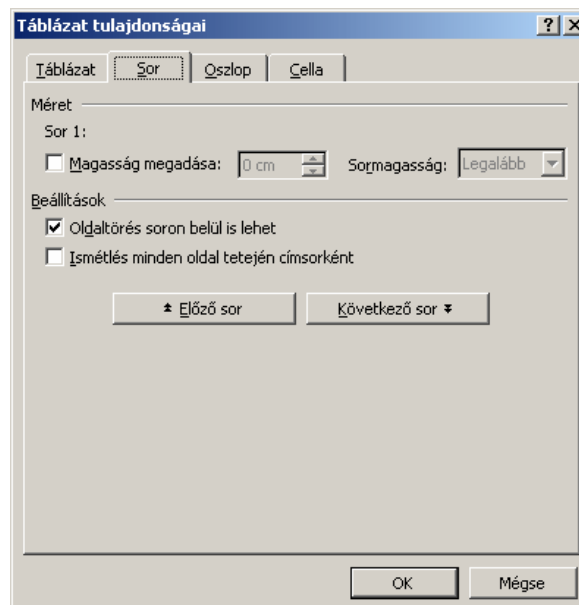 Táblázat tulajdonságai
Táblázat Sor Oszlop Cella
Méret
Sor 1:
Magasság megadása: 0 cm Sormagasság: Legalább
Beállítások
Oldaltörés soron belül is lehet
Ismétlés minden oldal tetején címsorként
Előző sor Következő sor
OK Mégse